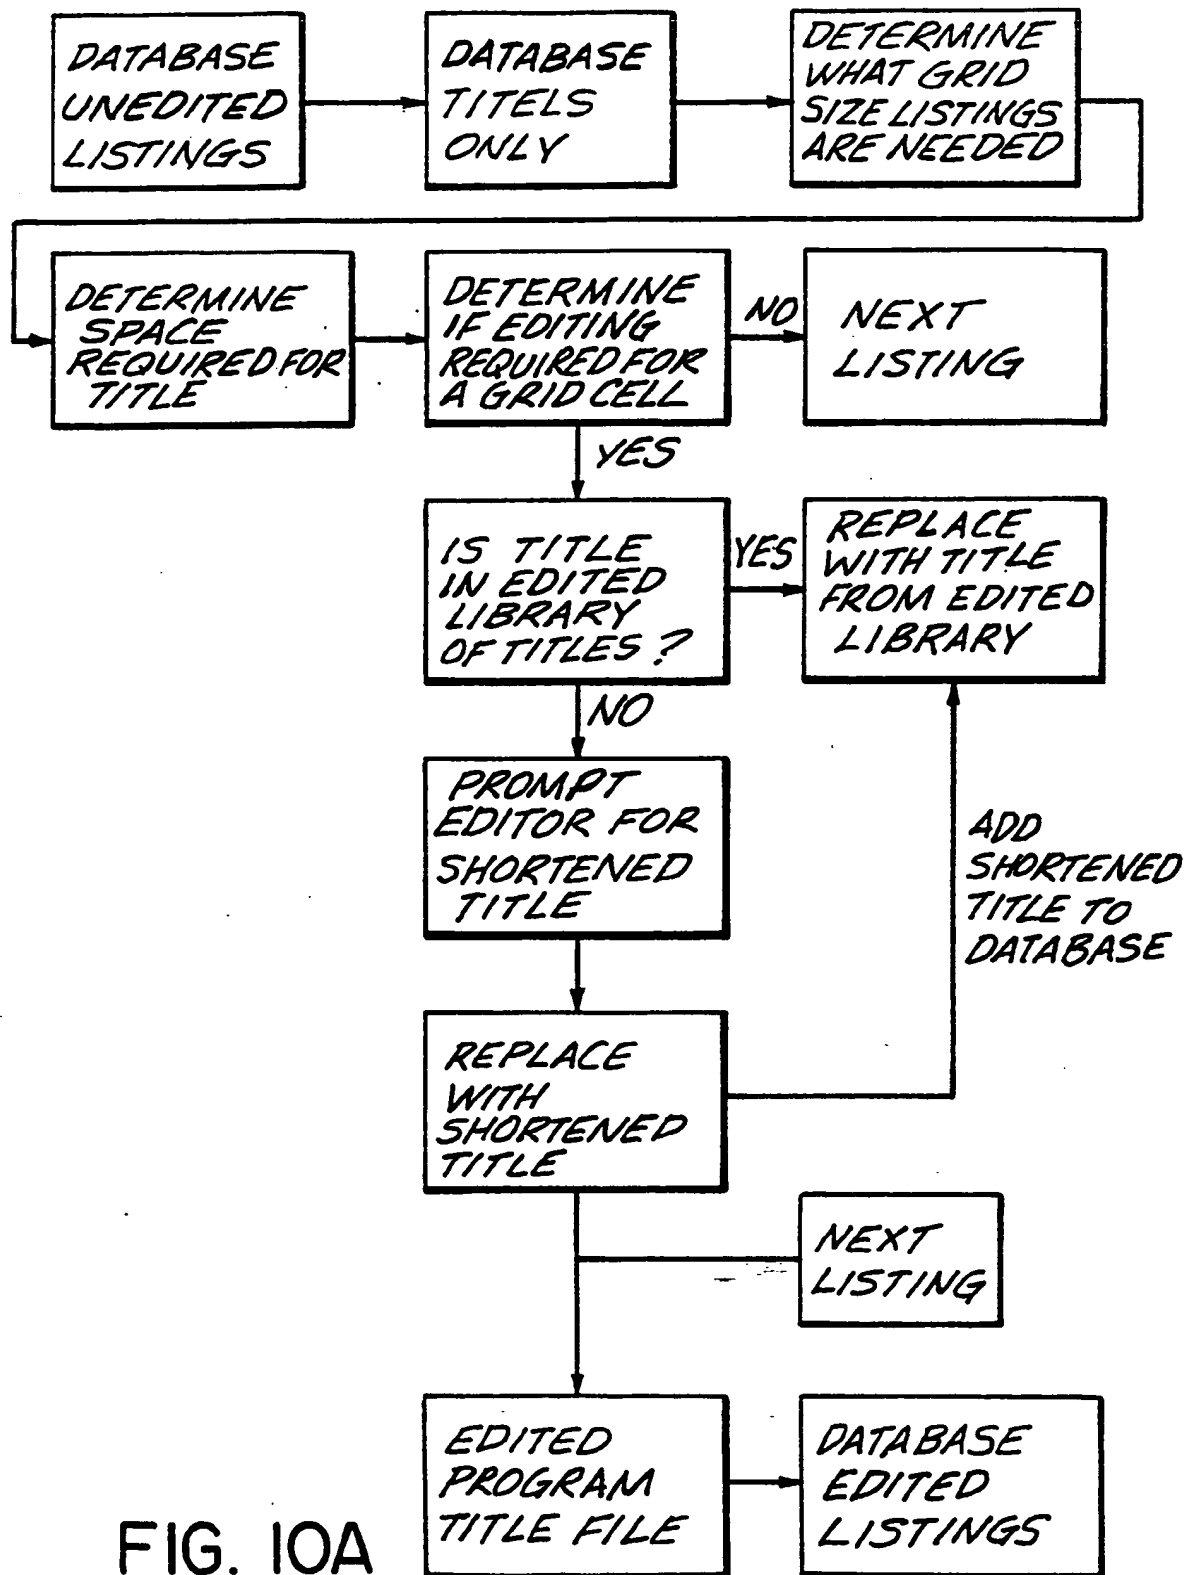 DATABASE
UNEDITED
LISTINGS
DATABASE
TITELS
ONLY
DETERMINE
WHAT GRID
SIZE LISTINGS
ARE NEEDED
DETERMINE
SPACE
REQUIRED FOR
TITLE
DETERMINE
IF EDITING
REQUIRED FOR
A GRID CELL
NO
NEXT
LISTING
YES
IS TITLE
IN EDITED
LIBRARY
OF TITLES?
YES
REPLACE
WITH TITLE
FROM EDITED
LIBRARY
NO
PROMPT
EDITOR FOR
SHORTENED
TITLE
ADD
SHORTENED
TITLE TO
DATABASE
REPLACE
WITH
SHORTENED
TITLE
NEXT
LISTING
EDITED
PROGRAM
TITLE FILE
DATABASE
EDITED
LISTINGS
FIG. 10A